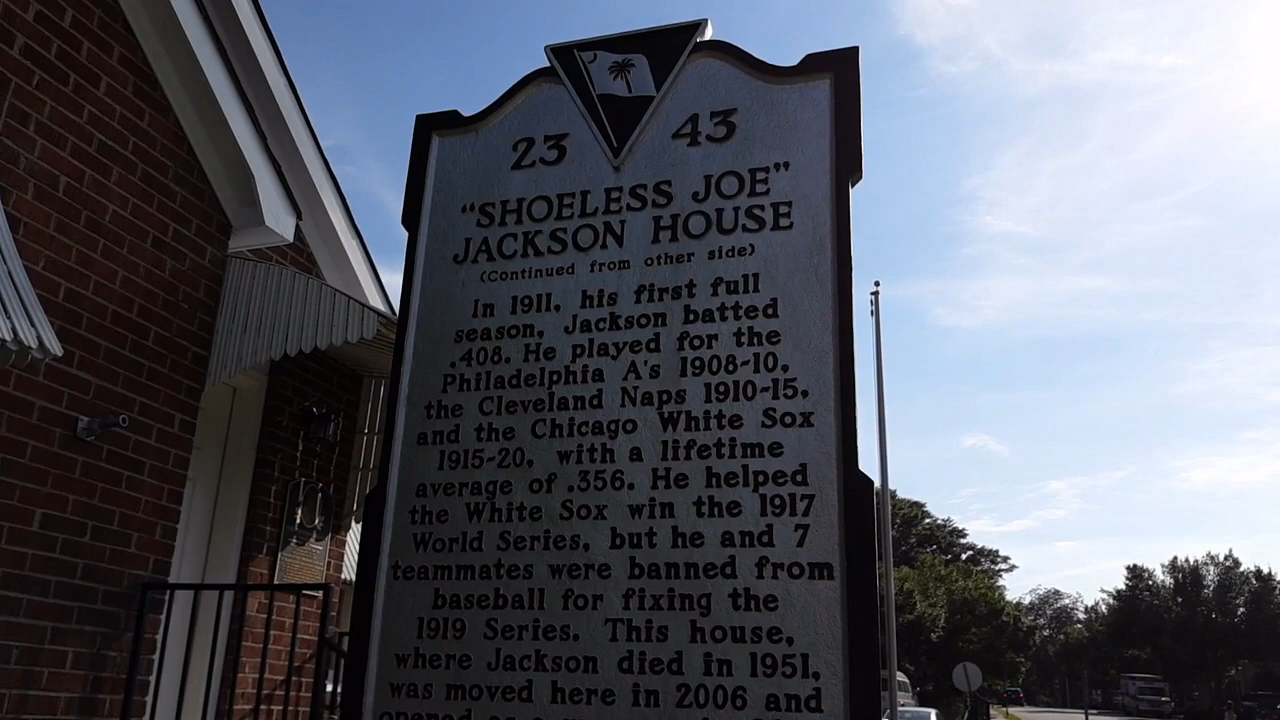 23 43
"SHOELESS JOE"
JACKSON HOUSE
(Continued from other side)
In 1911, his first full
season, Jackson batted
.408. He played for the
Philadelphia A's 1908-10,
the Cleveland Naps 1910-15,
and the Chicago White Sox
1915-20, with a lifetime
average of .356. He helped
the White Sox win the 1917
World Series, but he and 7
teammates were banned from
baseball for fixing the
1919 Series. This house,
where Jackson died in 1951,
was moved here in 2006 and